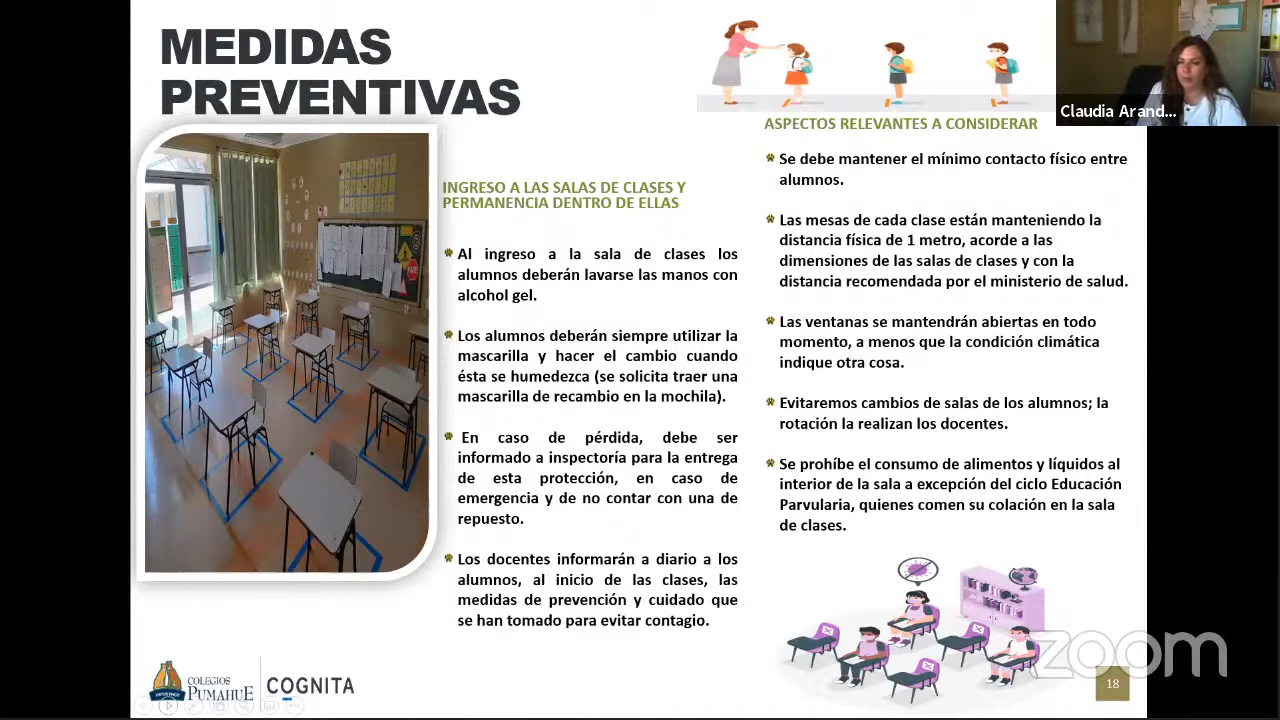 MEDIDAS
PREVENTIVAS
INGRESO A LAS SALAS DE CLASES Y
PERMANENCIA DENTRO DE ELLAS
Al ingreso a la sala de clases los
alumnos deberán lavarse las manos con
alcohol gel.
Los alumnos deberán siempre utilizar la
mascarilla y hacer el cambio cuando
ésta se humedezca (se solicita traer una
mascarilla de recambio en la mochila).
En caso de pérdida, debe ser
informado a inspectoría para la entrega
de esta protección, en caso de
emergencia y de no contar con una de
repuesto.
Los docentes informarán a diario a los
alumnos, al inicio de las clases, las
medidas de prevención y cuidado que
se han tomado para evitar contagio.
ASPECTOS RELEVANTES A CONSIDERAR
Se debe mantener el mínimo contacto físico entre
alumnos.
Las mesas de cada clase están manteniendo la
distancia física de 1 metro, acorde a las
dimensiones de las salas de clases y con la
distancia recomendada por el ministerio de salud.
Las ventanas se mantendrán abiertas en todo
momento, a menos que la condición climática
indique otra cosa.
Evitaremos cambios de salas de los alumnos; la
rotación la realizan los docentes.
Se prohíbe el consumo de alimentos y líquidos al
interior de la sala a excepción del ciclo Educación
Parvularia, quienes comen su colación en la sala
de clases.
Claudia Arand...
COLEGIOS
PUMAHUE
COGNITA
zoom
18